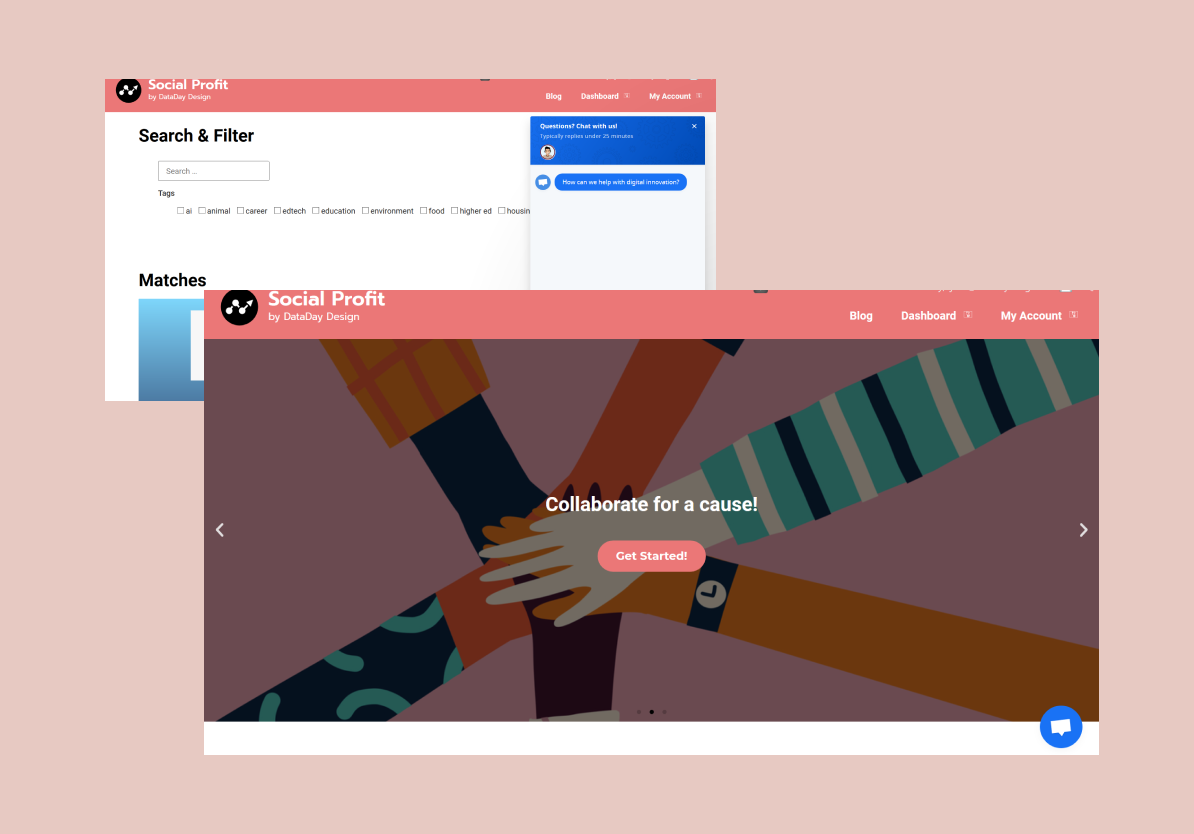 Social Profit
by DataDay Design
Blog Dashboard My Account
Search & Filter
Search ...
Tags
ai animal career edtech education environment food higher ed housin
Questions? Chat with us!
Typically replies under 25 minutes
How can we help with digital innovation?
Matches
Social Profit
by DataDay Design
Blog Dashboard My Account
Collaborate for a cause!
Get Started!